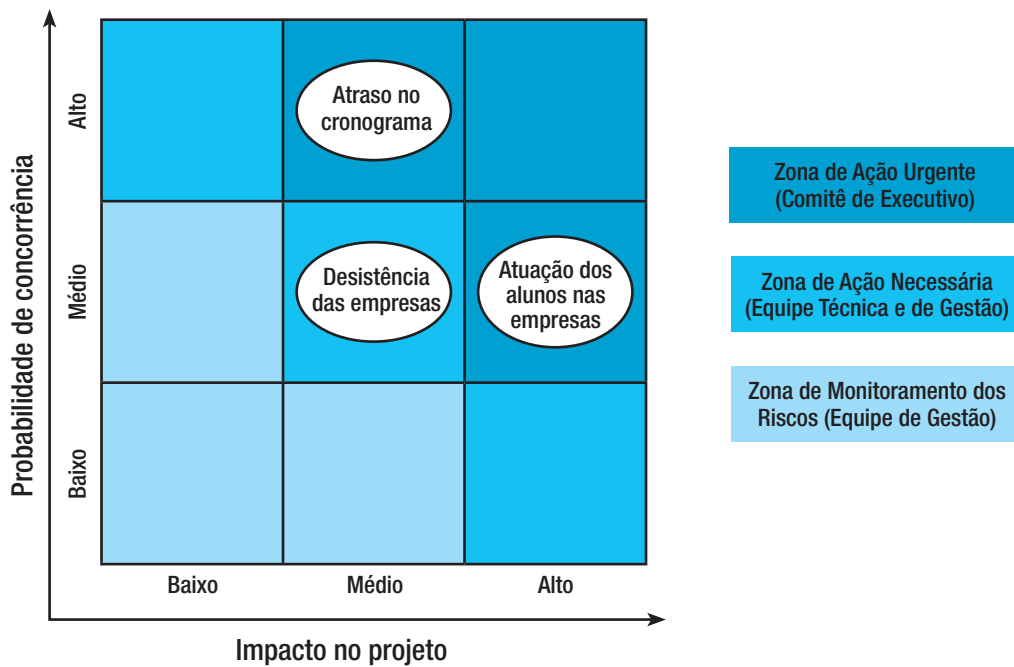 Probabilidade de concorrência
Alto
Médio
Baixo
Atraso no
cronograma
Desistência
das empresas
Atuação dos
alunos nas
empresas
Baixo
Médio
Alto
Impacto no projeto
Zona de Ação Urgente
(Comitê de Executivo)
Zona de Ação Necessária
(Equipe Técnica e de Gestão)
Zona de Monitoramento dos
Riscos (Equipe de Gestão)